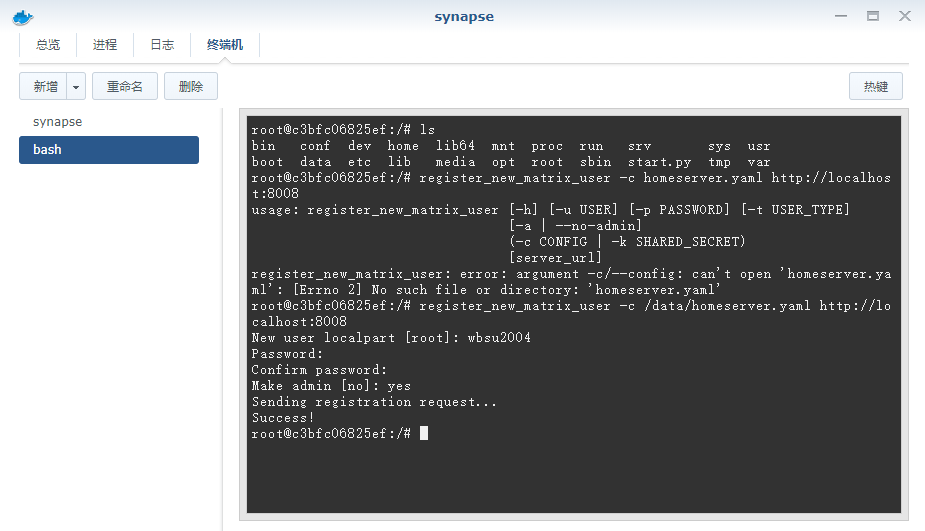 synapse
总览 进程 日志 终端机
新增 重命名 删除 热键
synapse
bash
root@c3bfc06825ef:/# ls
bin conf dev home lib64 mnt proc run srv sys usr
boot data etc lib media opt root sbin start.py tmp var
root@c3bfc06825ef:/# register_new_matrix_user -c homeserver.yaml http://localhos
t:8008
usage: register_new_matrix_user [-h] [-u USER] [-p PASSWORD] [-t USER_TYPE]
[-a | --no-admin]
(-c CONFIG | -k SHARED_SECRET)
[server_url]
register_new_matrix_user: error: argument -c/--config: can't open 'homeserver.ya
ml': [Errno 2] No such file or directory: 'homeserver.yaml'
root@c3bfc06825ef:/# register_new_matrix_user -c /data/homeserver.yaml http://lo
calhost:8008
New user localpart [root]: wbsu2004
Password:
Confirm password:
Make admin [no]: yes
Sending registration request...
Success!
root@c3bfc06825ef:/#